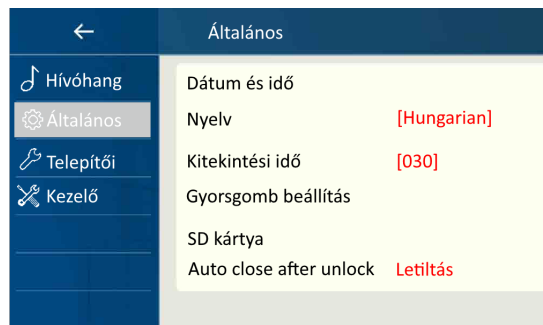 Általános
Hívóhang
Általános
Telepítői
Kezelő
Dátum és idő
Nyelv [Hungarian]
Kitekintési idő [030]
Gyorsgomb beállítás
SD kártya
Auto close after unlock Letiltás